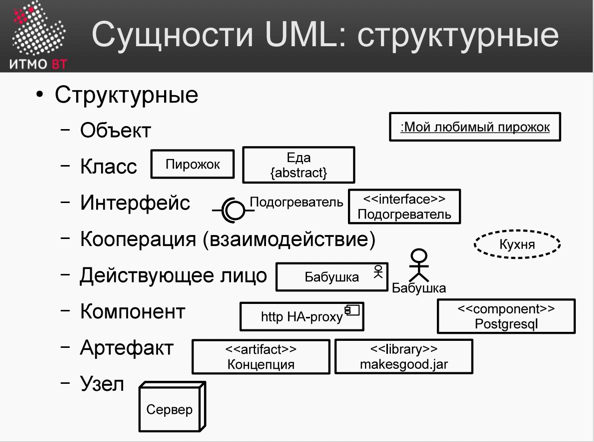 Сущности UML: структурные
ИТМО ВТ
• Структурные
– Объект
:Мой любимый пирожок
– Класс
Пирожок
Еда
{abstract}
– Интерфейс
Подогреватель
<<interface>>
Подогреватель
– Кооперация (взаимодействие)
Кухня
– Действующее лицо
Бабушка
Бабушка
– Компонент
http HA-proxy
<<component>>
Postgresql
– Артефакт
<<artifact>>
Концепция
<<library>>
makesgood.jar
– Узел
Сервер